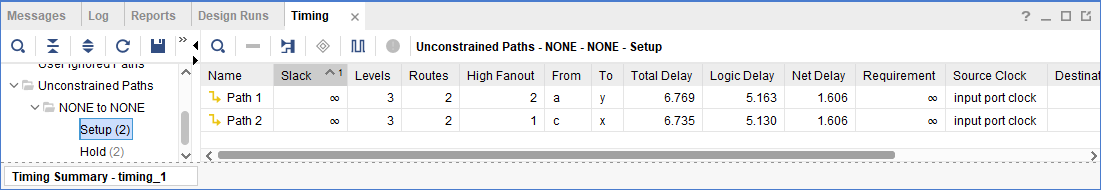 Messages Log Reports Design Runs Timing × ?
» Unconstrained Paths - NONE - NONE - Setup
User Ignored Paths
Unconstrained Paths
NONE to NONE
Setup (2)
Hold (2)
Name Slack 1 Levels Routes High Fanout From To Total Delay Logic Delay Net Delay Requirement Source Clock Destinat
Path 1 ∞ 3 2 2 a y 6.769 5.163 1.606 ∞ input port clock
Path 2 ∞ 3 2 1 c x 6.735 5.130 1.606 ∞ input port clock
Timing Summary - timing_1